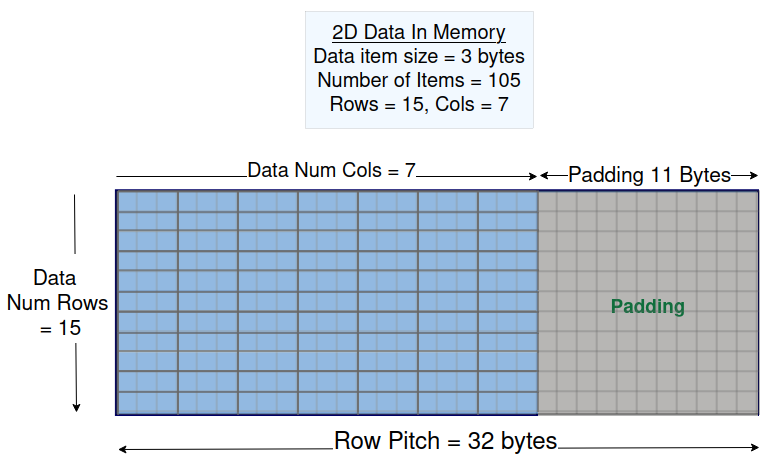 2D Data In Memory
Data item size = 3 bytes
Number of Items = 105
Rows = 15, Cols = 7
Data Num Cols = 7
Padding 11 Bytes
Data
Num Rows
= 15
Padding
Row Pitch = 32 bytes